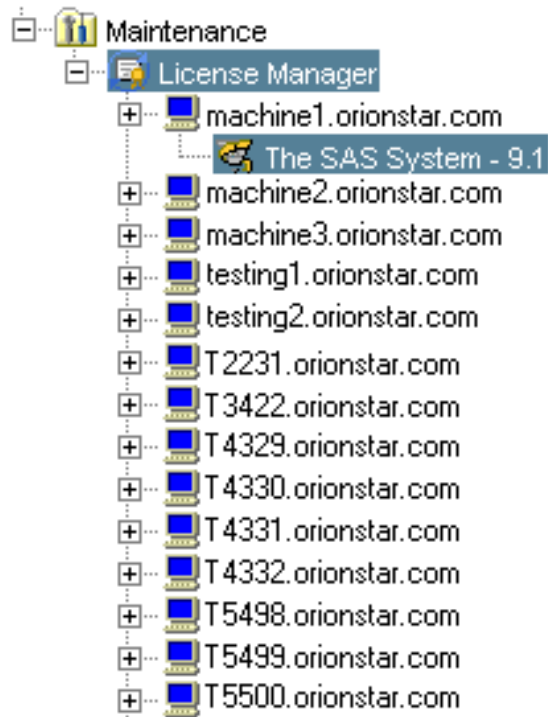 Maintenance
License Manager
machine1.orionstar.com
The SAS System - 9.1
machine2.orionstar.com
machine3.orionstar.com
testing1.orionstar.com
testing2.orionstar.com
T2231.orionstar.com
T3422.orionstar.com
T4329.orionstar.com
T4330.orionstar.com
T4331.orionstar.com
T4332.orionstar.com
T5498.orionstar.com
T5499.orionstar.com
T5500.orionstar.com